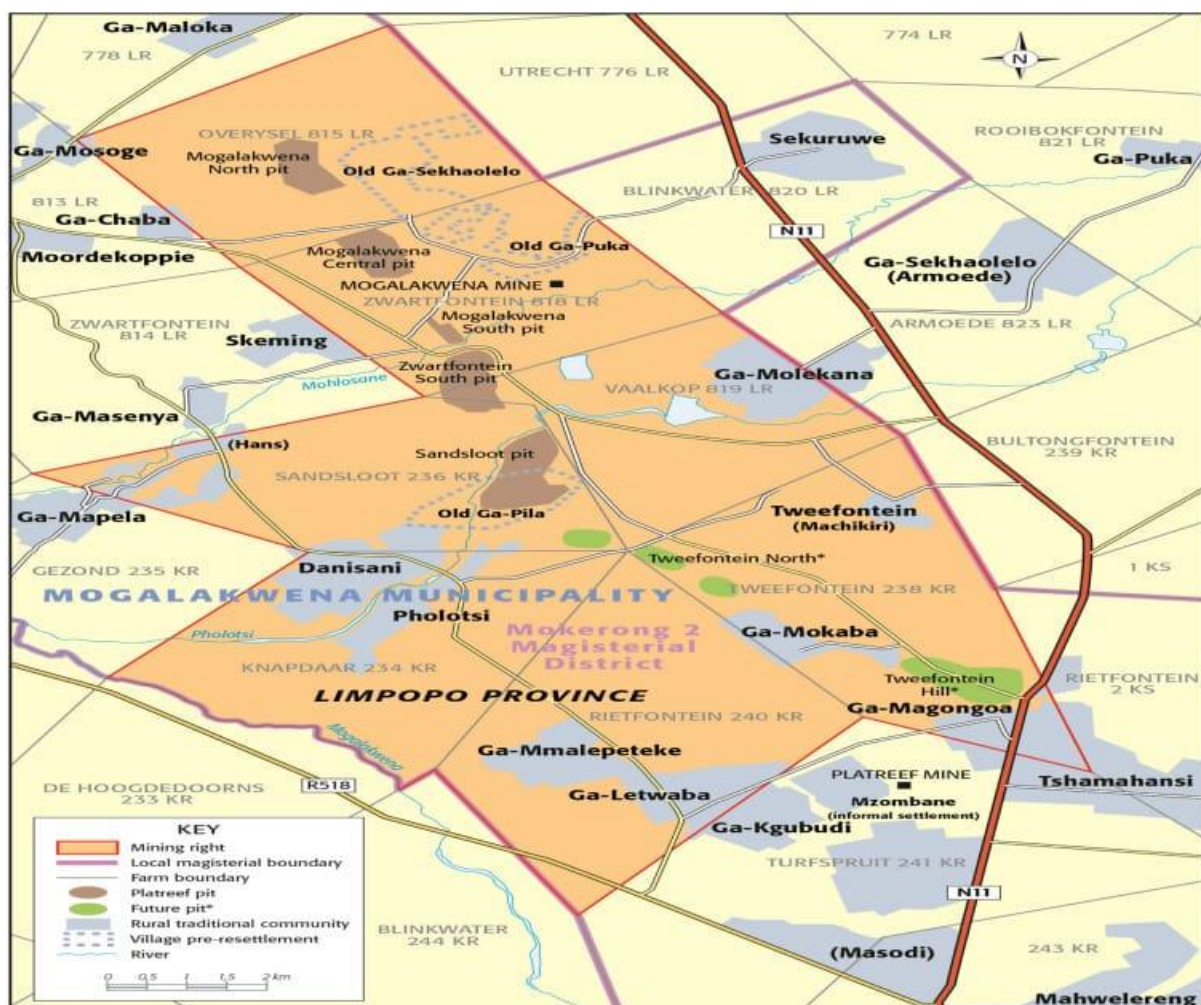 Ga-Maloka
778 LR
774 LR
UTRECHT 776 LR
N
OVERYSEL 815 LR
Sekuruwe
ROOIBOKFONTEIN
821 LR
Ga-Mosoge
Mogalakwena
North pit
Old Ga-Sekhaolelo
Ga-Puka
BLINKWATER 820 LR
813 LR
Ga-Chaba
Moordekoppie
Old Ga-Puka
N11
Mogalakwena
Central pit
Ga-Sekhaolelo
(Armoede)
MOGALAKWENA MINE
ZWARTFONTEIN 818 LR
Mogalakwena
South pit
ZWARTFONTEIN
814 LR
Skeming
ARMOEDE 823 LR
Zwartfontein
South pit
Mohlosane
Ga-Molekana
VAALKOP 819 LR
Ga-Masenya
(Hans)
BULTONGFONTEIN
239 KR
Sandsloot pit
SANDSLOOT 236 KR
Ga-Mapela
Old Ga-Pila
Tweefontein
(Machikiri)
Tweefontein North*
GEZOND 235 KR
Danisani
1 KS
TWEEFONTEIN 238 KR
MOGALAKWENA MUNICIPALITY
Pholotsi
Pholotsi
Mokerong 2
Magisterial
District
Ga-Mokaba
KNAPDAAR 234 KR
Tweefontein
Hill*
RIETFONTEIN
2 KS
LIMPOPO PROVINCE
RIETFONTEIN 240 KR
Ga-Magongoa
Mogalakwena
Ga-Mmalepeteke
PLATREEF MINE
Tshamahansi
DE HOOGDEDOORNS
233 KR
R518
Ga-Letwaba
Mzombane
(informal settlement)
Ga-Kgubudi
TURFSPRUIT 241 KR
N11
BLINKWATER
244 KR
(Masodi)
243 KR
Mahwelereng
KEY
Mining right
Local magisterial boundary
Farm boundary
Platreef pit
Future pit*
Rural traditional community
Village pre-resettlement
River
0 0,5 1 1,5 2 km